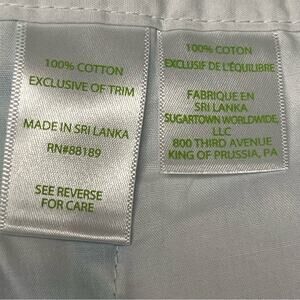 100% COTTON
EXCLUSIVE OF TRIM
MADE IN SRI LANKA
RN#88189
SEE REVERSE
FOR CARE
100% COTON
EXCLUSIF DE L'ÉQUILIBRE
FABRIQUE EN
SRI LANKA
SUGARTOWN WORLDWIDE,
LLC
800 THIRD AVENUE
KING OF PRUSSIA, PA